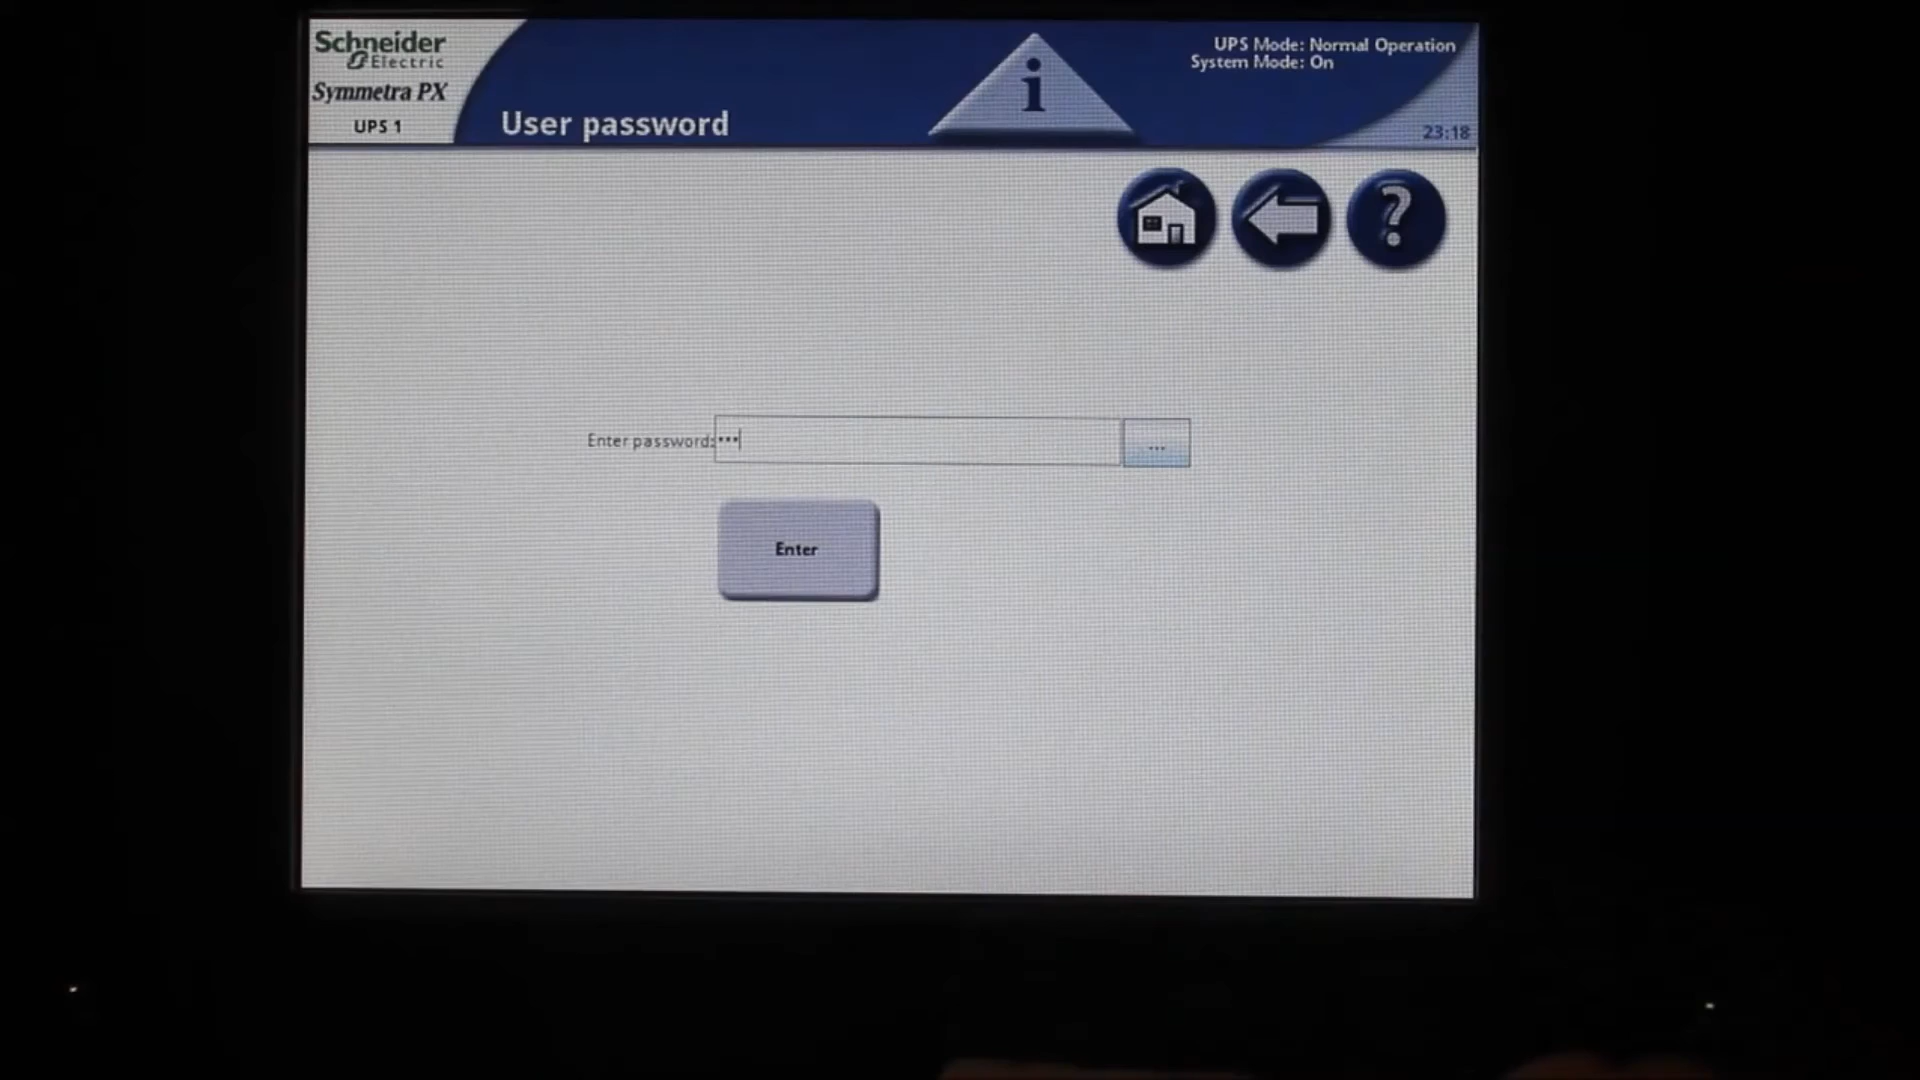 Schneider
Electric
Symmetra PX
UPS 1
User password
i
UPS Mode: Normal Operation
System Mode: On
23:18
?
Enter password:•••
...
Enter